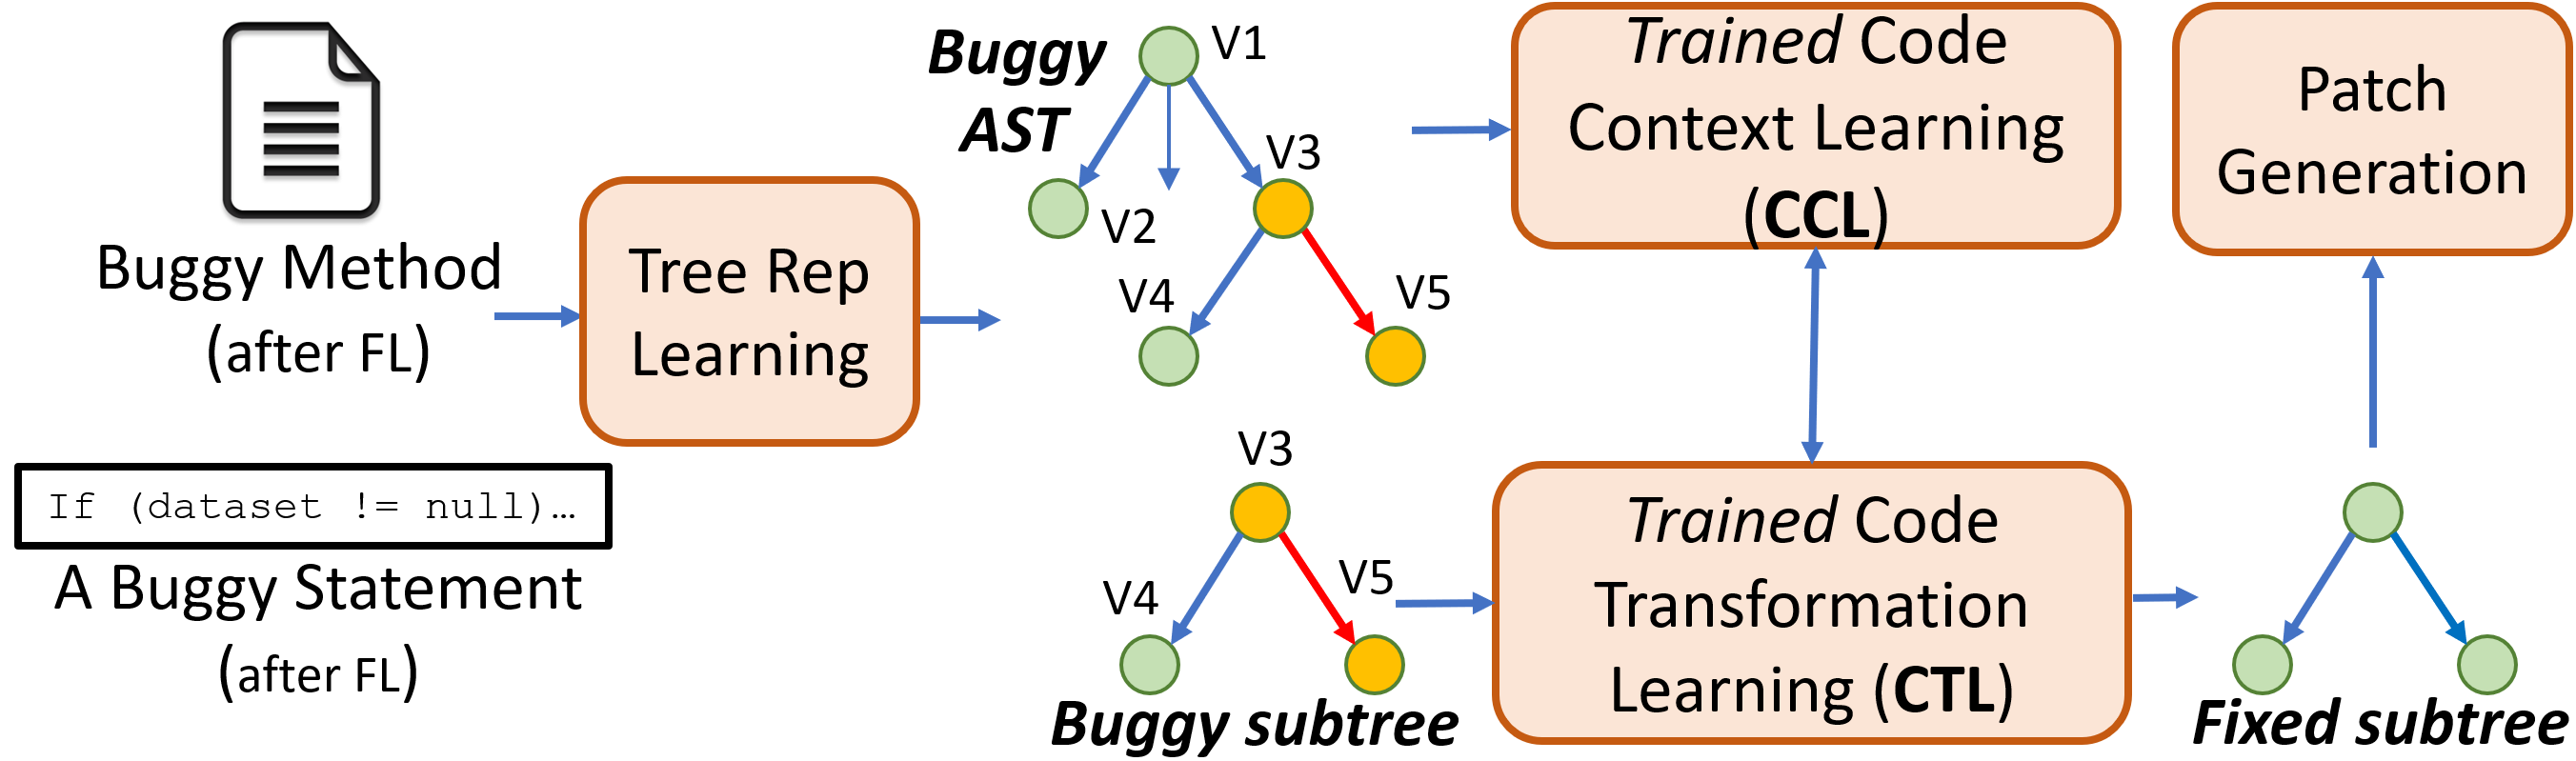 Buggy Method
(after FL)
If (dataset != null)…
A Buggy Statement
(after FL)
Tree Rep
Learning
Buggy
AST
V1
V2
V3
V4
V5
V3
V4
V5
Buggy subtree
Trained Code
Context Learning
(CCL)
Trained Code
Transformation
Learning (CTL)
Patch
Generation
Fixed subtree